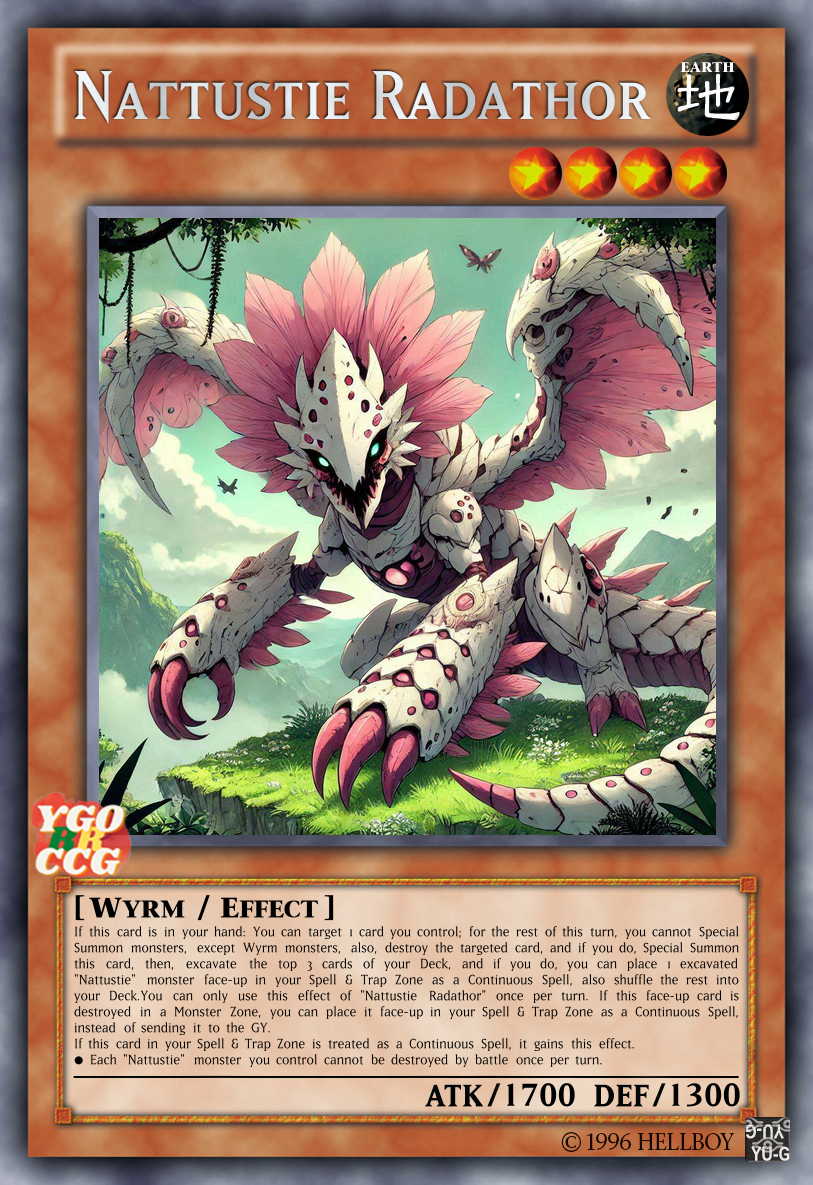 Nattustie Radathor
EARTH
地
YGO
BR
CCG
[ Wyrm / Effect ]
If this card is in your hand: You can target 1 card you control; for the rest of this turn, you cannot Special
Summon monsters, except Wyrm monsters, also, destroy the targeted card, and if you do, Special Summon
this card, then, excavate the top 3 cards of your Deck, and if you do, you can place 1 excavated
"Nattustie" monster face-up in your Spell & Trap Zone as a Continuous Spell, also shuffle the rest into
your Deck.You can only use this effect of "Nattustie Radathor" once per turn. If this face-up card is
destroyed in a Monster Zone, you can place it face-up in your Spell & Trap Zone as a Continuous Spell,
instead of sending it to the GY.
If this card in your Spell & Trap Zone is treated as a Continuous Spell, it gains this effect.
● Each "Nattustie" monster you control cannot be destroyed by battle once per turn.
ATK/1700 DEF/1300
© 1996 HELLBOY
YU-G